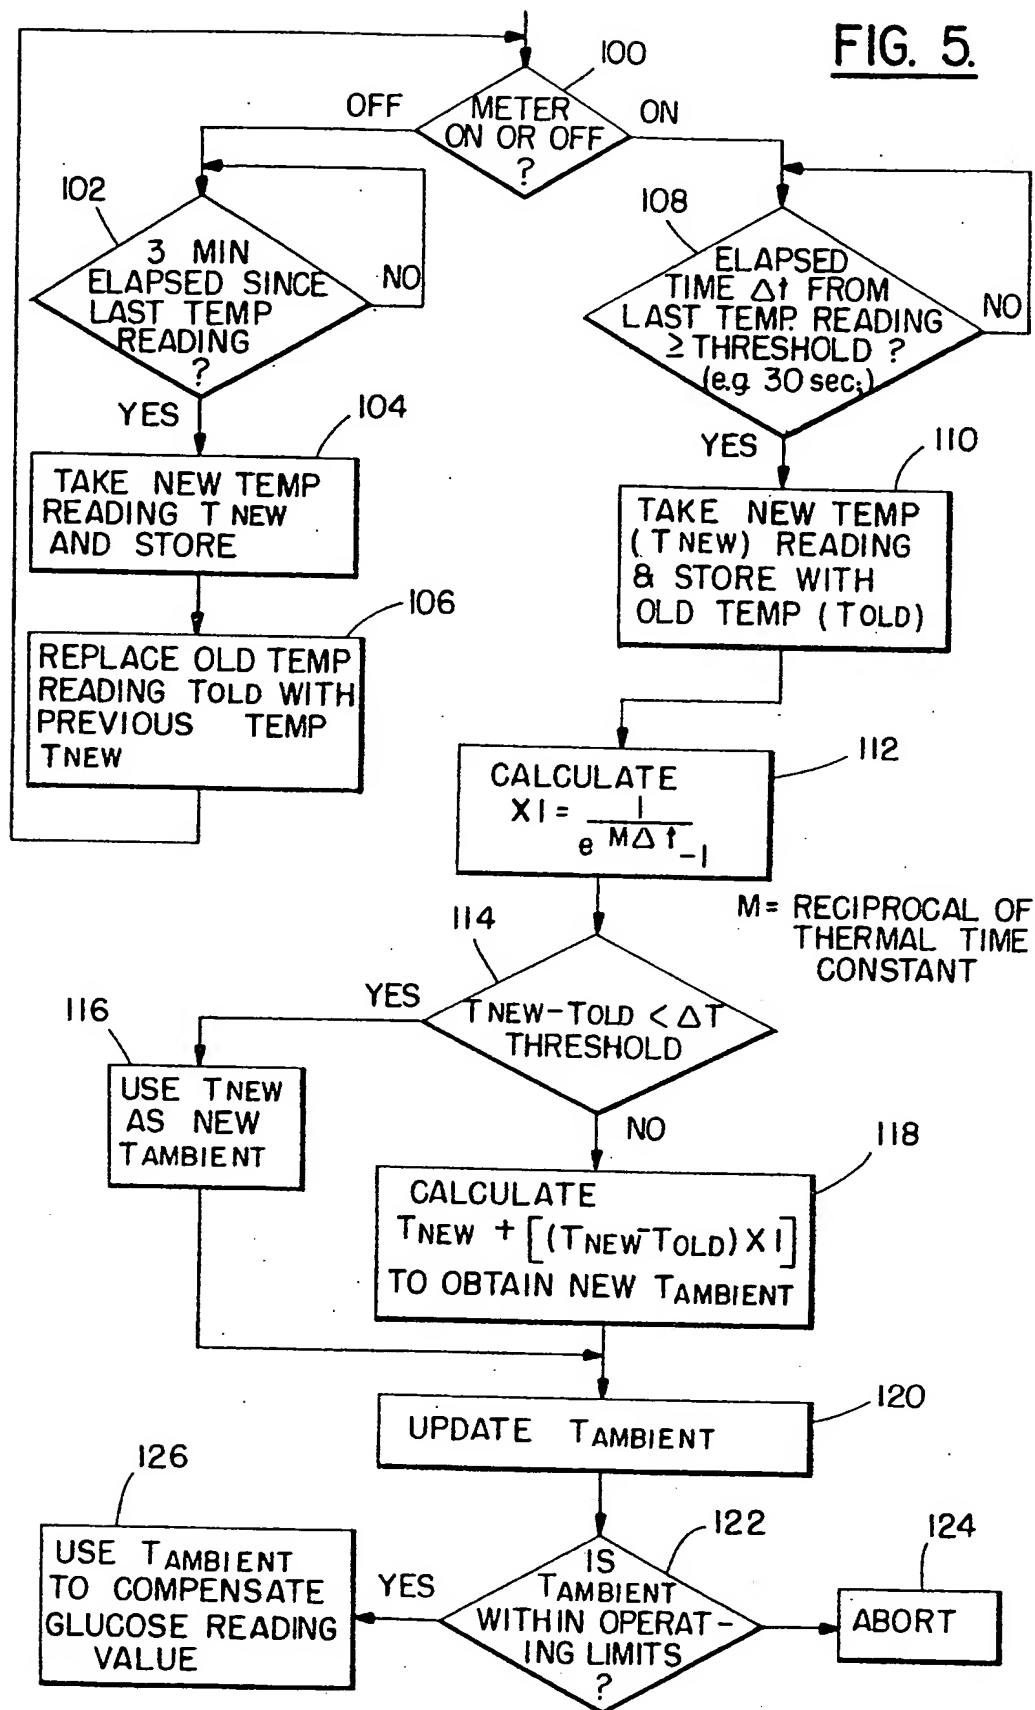 FIG. 5.
100
METER
ON OR OFF
?
OFF
ON
102
3 MIN
ELAPSED SINCE
LAST TEMP
READING
?
NO
YES
104
TAKE NEW TEMP
READING TNEW
AND STORE
106
REPLACE OLD TEMP
READING TOLD WITH
PREVIOUS TEMP
TNEW
108
ELAPSED
TIME Δt FROM
LAST TEMP. READING
≥ THRESHOLD ?
(e.g. 30 sec.)
NO
YES
110
TAKE NEW TEMP
(TNEW) READING
& STORE WITH
OLD TEMP (TOLD)
112
CALCULATE
X1 = 1
e MΔt -1
M = RECIPROCAL OF
THERMAL TIME
CONSTANT
114
TNEW-TOLD < ΔT
THRESHOLD
YES
NO
116
USE TNEW
AS NEW
TAMBIENT
118
CALCULATE
TNEW + [(TNEW-TOLD) X1]
TO OBTAIN NEW TAMBIENT
120
UPDATE TAMBIENT
122
IS
TAMBIENT
WITHIN OPERAT-
ING LIMITS
?
YES
124
ABORT
126
USE TAMBIENT
TO COMPENSATE
GLUCOSE READING
VALUE